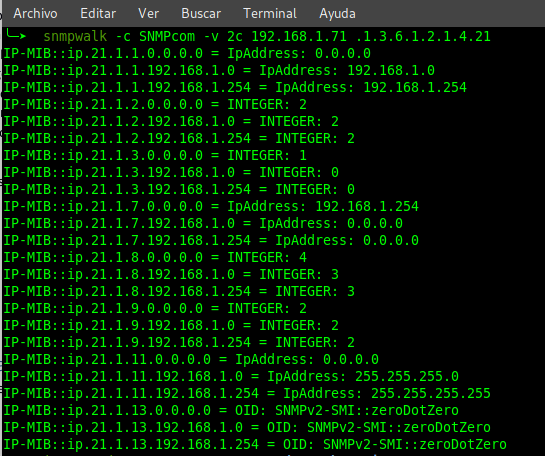 Archivo Editar Ver Buscar Terminal Ayuda
╰─➤ snmpwalk -c SNMPcom -v 2c 192.168.1.71 .1.3.6.1.2.1.4.21
IP-MIB::ip.21.1.1.0.0.0.0 = IpAddress: 0.0.0.0
IP-MIB::ip.21.1.1.192.168.1.0 = IpAddress: 192.168.1.0
IP-MIB::ip.21.1.1.192.168.1.254 = IpAddress: 192.168.1.254
IP-MIB::ip.21.1.2.0.0.0.0 = INTEGER: 2
IP-MIB::ip.21.1.2.192.168.1.0 = INTEGER: 2
IP-MIB::ip.21.1.2.192.168.1.254 = INTEGER: 2
IP-MIB::ip.21.1.3.0.0.0.0 = INTEGER: 1
IP-MIB::ip.21.1.3.192.168.1.0 = INTEGER: 0
IP-MIB::ip.21.1.3.192.168.1.254 = INTEGER: 0
IP-MIB::ip.21.1.7.0.0.0.0 = IpAddress: 192.168.1.254
IP-MIB::ip.21.1.7.192.168.1.0 = IpAddress: 0.0.0.0
IP-MIB::ip.21.1.7.192.168.1.254 = IpAddress: 0.0.0.0
IP-MIB::ip.21.1.8.0.0.0.0 = INTEGER: 4
IP-MIB::ip.21.1.8.192.168.1.0 = INTEGER: 3
IP-MIB::ip.21.1.8.192.168.1.254 = INTEGER: 3
IP-MIB::ip.21.1.9.0.0.0.0 = INTEGER: 2
IP-MIB::ip.21.1.9.192.168.1.0 = INTEGER: 2
IP-MIB::ip.21.1.9.192.168.1.254 = INTEGER: 2
IP-MIB::ip.21.1.11.0.0.0.0 = IpAddress: 0.0.0.0
IP-MIB::ip.21.1.11.192.168.1.0 = IpAddress: 255.255.255.0
IP-MIB::ip.21.1.11.192.168.1.254 = IpAddress: 255.255.255.255
IP-MIB::ip.21.1.13.0.0.0.0 = OID: SNMPv2-SMI::zeroDotZero
IP-MIB::ip.21.1.13.192.168.1.0 = OID: SNMPv2-SMI::zeroDotZero
IP-MIB::ip.21.1.13.192.168.1.254 = OID: SNMPv2-SMI::zeroDotZero